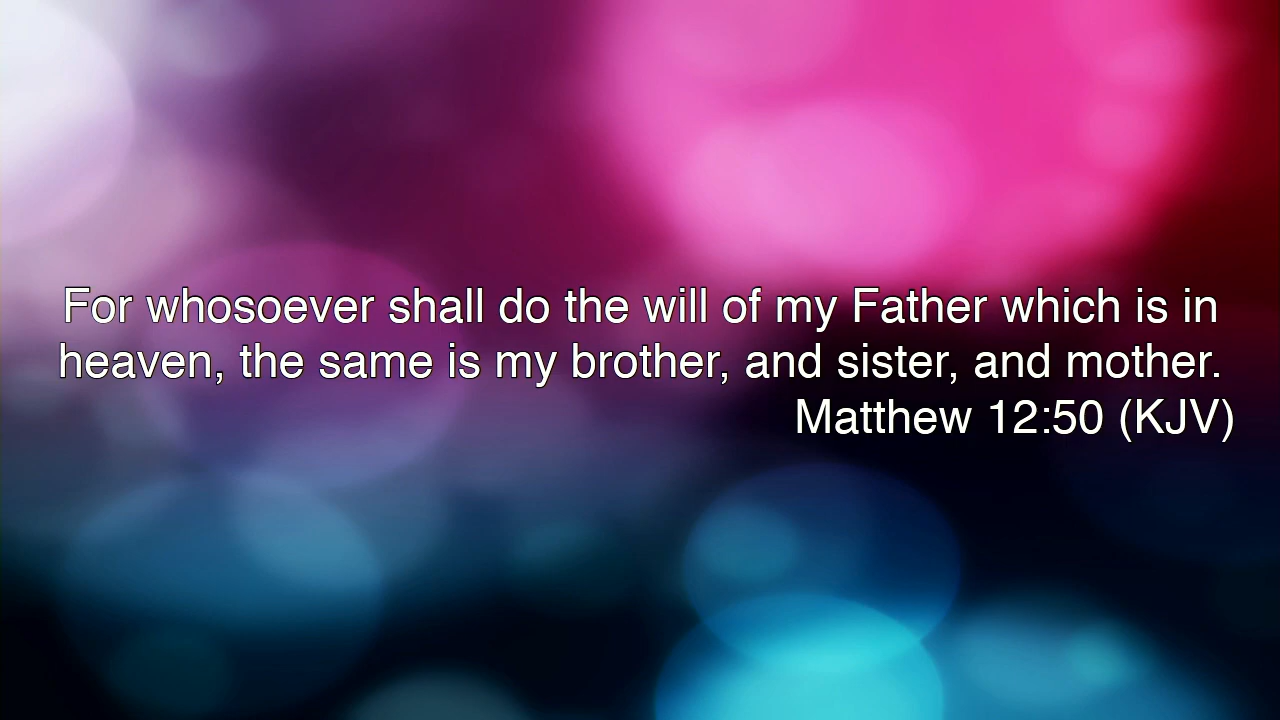 For whosoever shall do the will of my Father which is in
heaven, the same is my brother, and sister, and mother.
Matthew 12:50 (KJV)